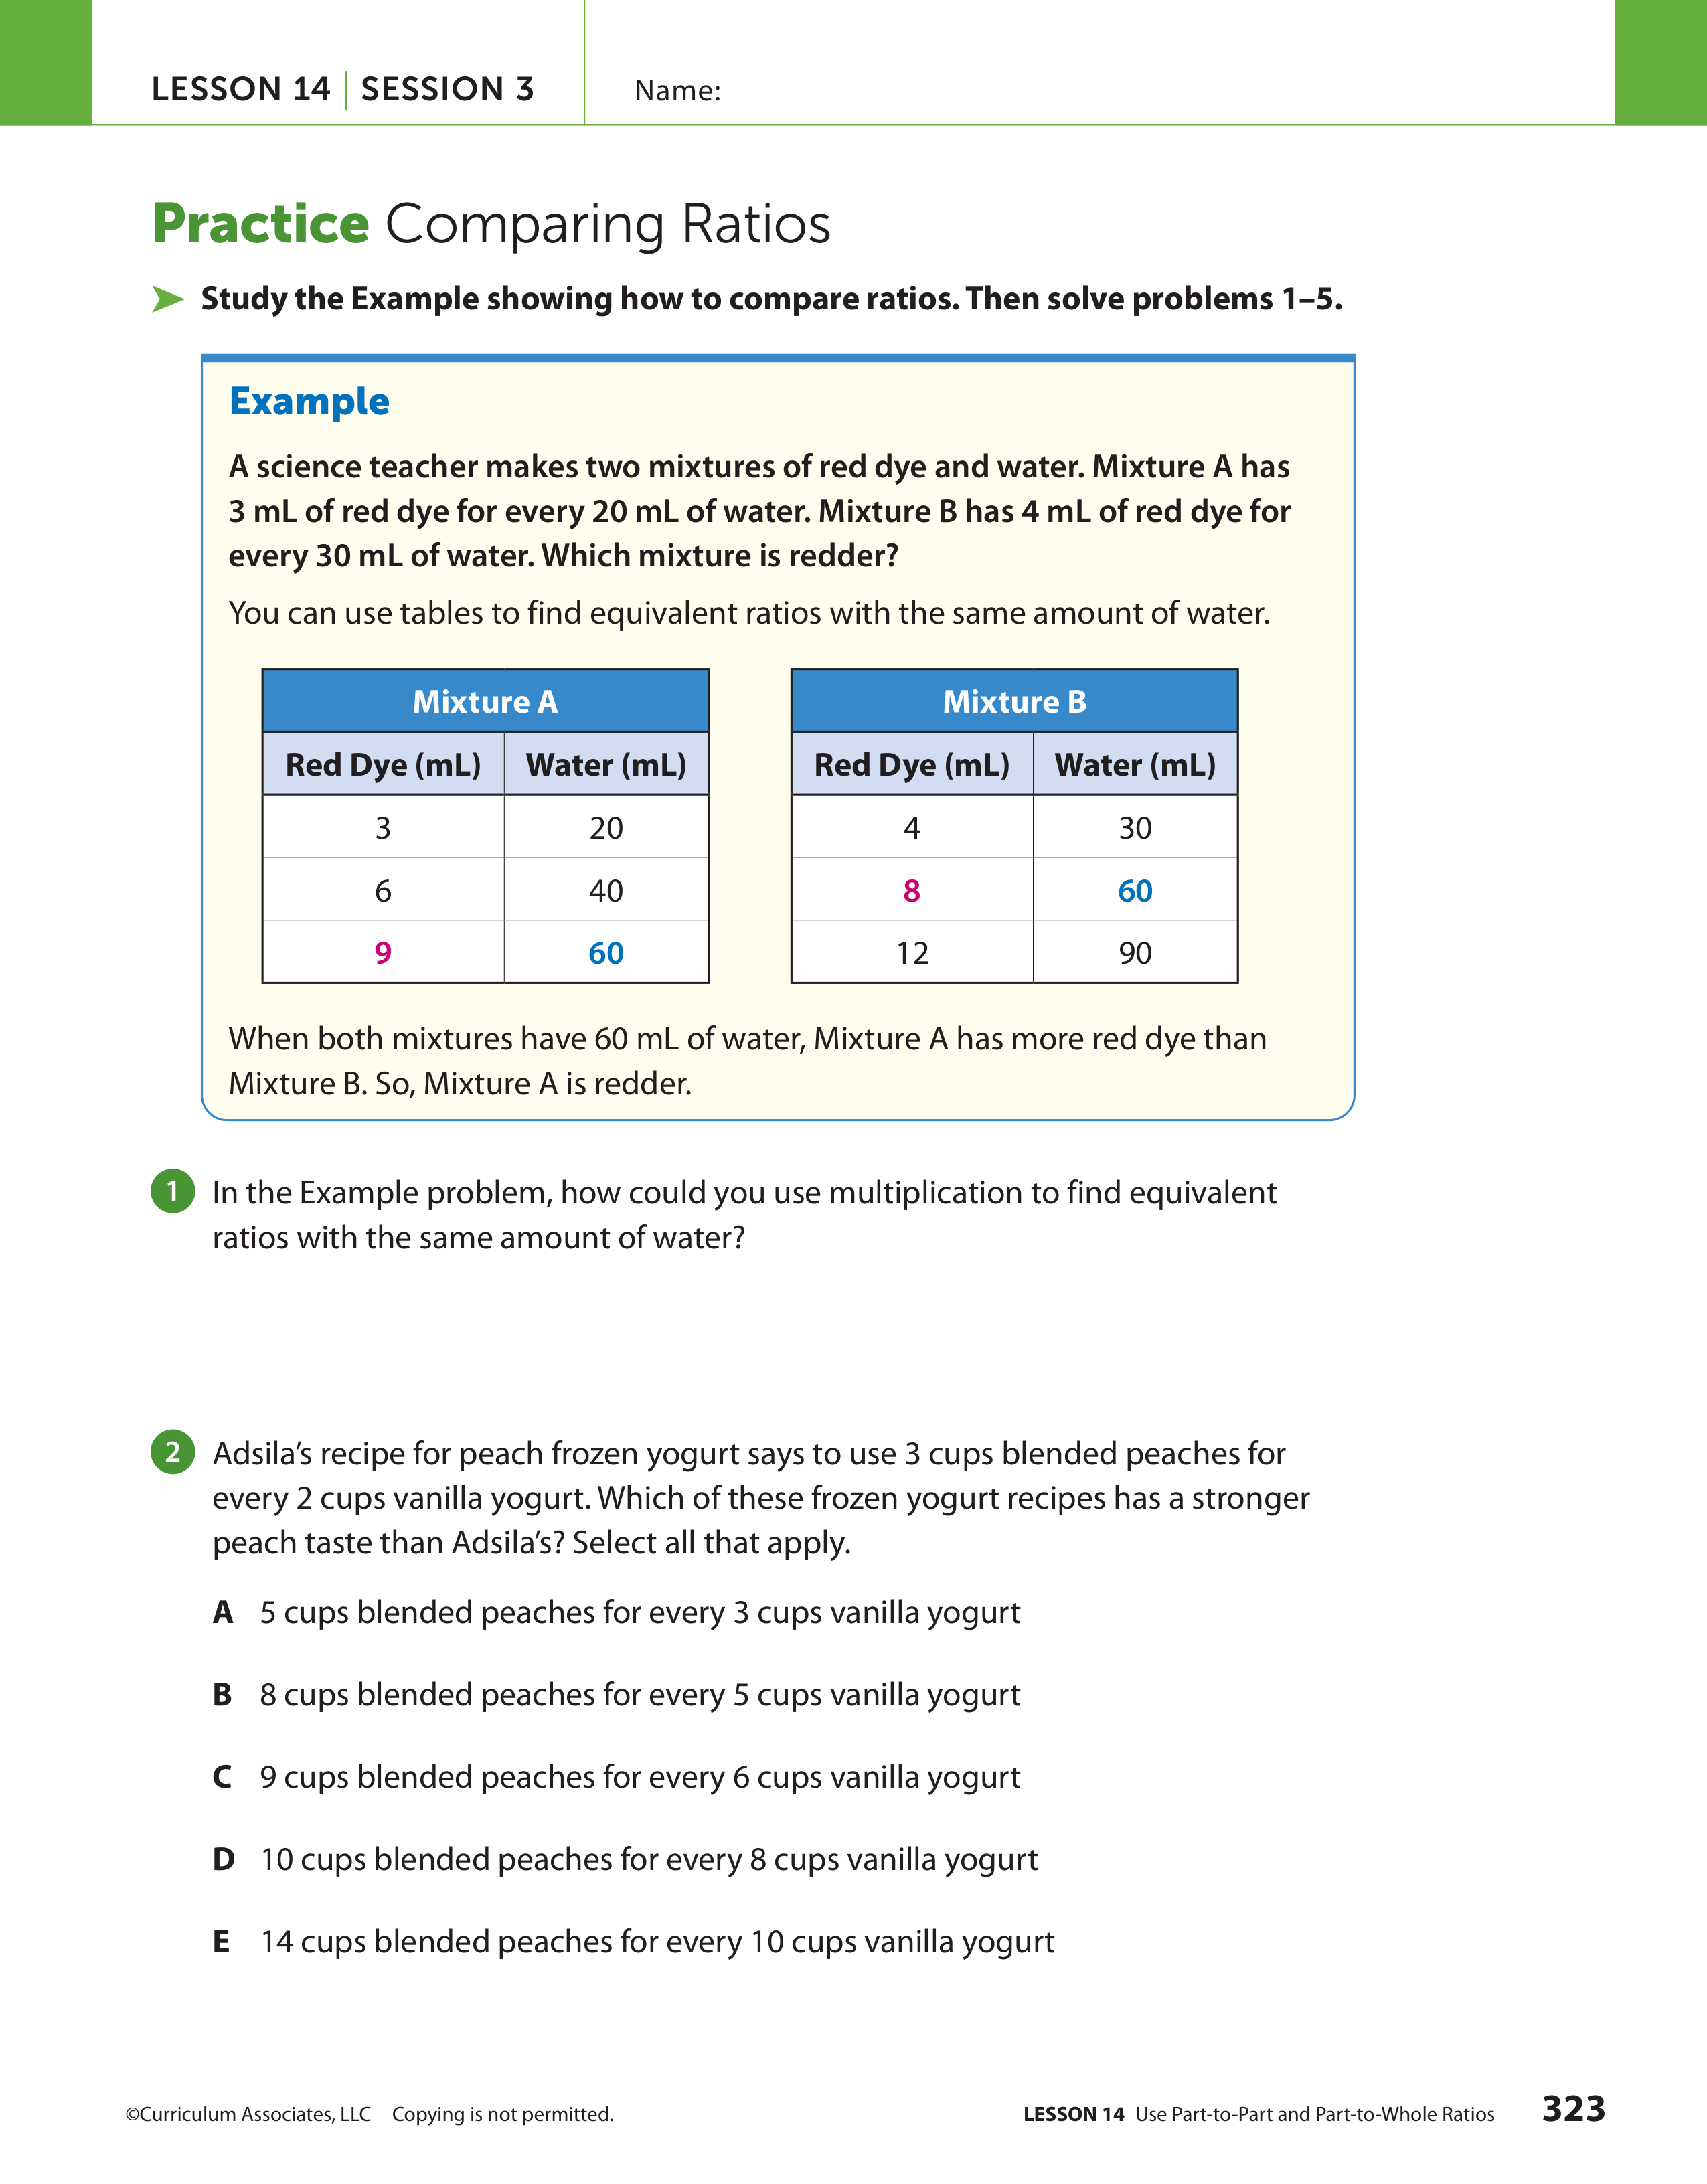 LESSON 14 | SESSION 3
Name:
Practice Comparing Ratios
➤ Study the Example showing how to compare ratios. Then solve problems 1–5.
Example
A science teacher makes two mixtures of red dye and water. Mixture A has
3 mL of red dye for every 20 mL of water. Mixture B has 4 mL of red dye for
every 30 mL of water. Which mixture is redder?
You can use tables to find equivalent ratios with the same amount of water.
Mixture A
Red Dye (mL) Water (mL)
3 20
6 40
9 60
Mixture B
Red Dye (mL) Water (mL)
4 30
8 60
12 90
When both mixtures have 60 mL of water, Mixture A has more red dye than
Mixture B. So, Mixture A is redder.
1 In the Example problem, how could you use multiplication to find equivalent
ratios with the same amount of water?
2 Adsila’s recipe for peach frozen yogurt says to use 3 cups blended peaches for
every 2 cups vanilla yogurt. Which of these frozen yogurt recipes has a stronger
peach taste than Adsila’s? Select all that apply.
A 5 cups blended peaches for every 3 cups vanilla yogurt
B 8 cups blended peaches for every 5 cups vanilla yogurt
C 9 cups blended peaches for every 6 cups vanilla yogurt
D 10 cups blended peaches for every 8 cups vanilla yogurt
E 14 cups blended peaches for every 10 cups vanilla yogurt
©Curriculum Associates, LLC Copying is not permitted.
LESSON 14 Use Part-to-Part and Part-to-Whole Ratios 323